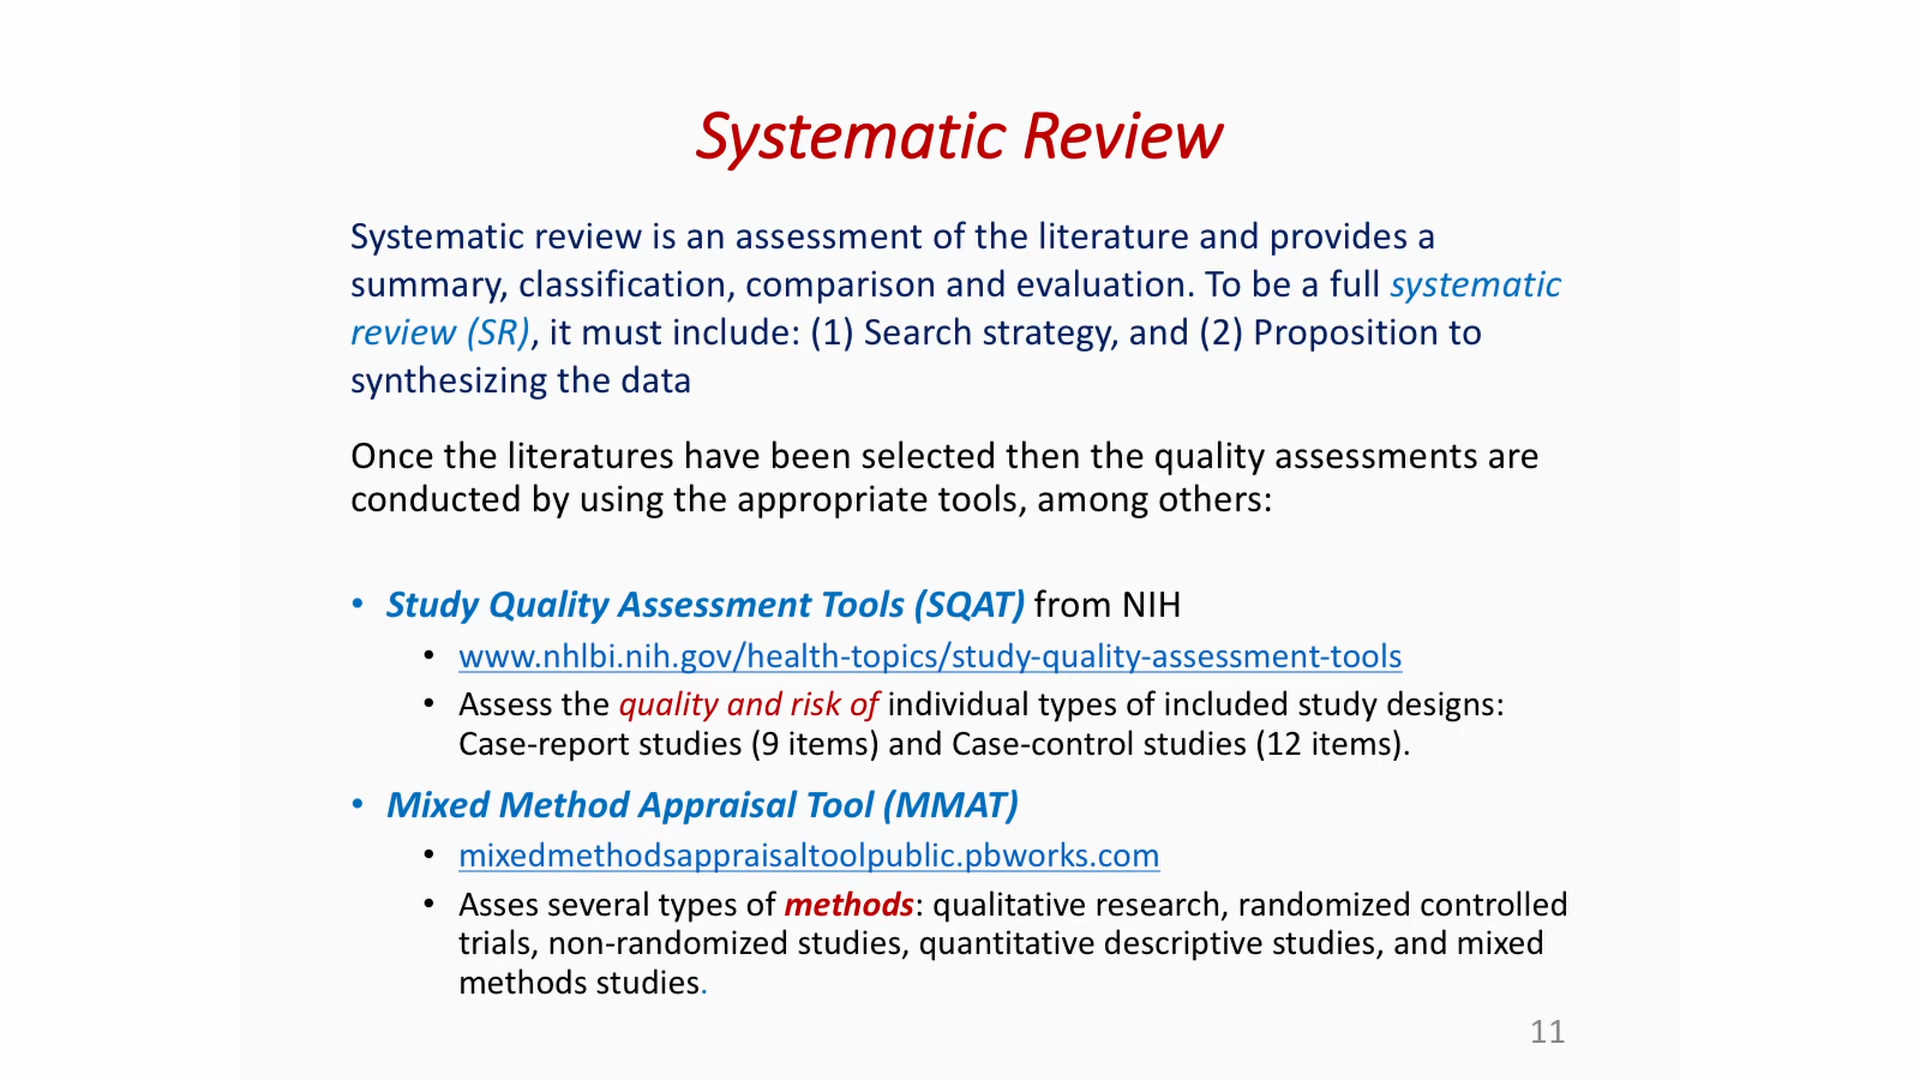 Systematic Review
Systematic review is an assessment of the literature and provides a
summary, classification, comparison and evaluation. To be a full systematic
review (SR), it must include: (1) Search strategy, and (2) Proposition to
synthesizing the data
Once the literatures have been selected then the quality assessments are
conducted by using the appropriate tools, among others:
• Study Quality Assessment Tools (SQAT) from NIH
• www.nhlbi.nih.gov/health-topics/study-quality-assessment-tools
• Assess the quality and risk of individual types of included study designs:
Case-report studies (9 items) and Case-control studies (12 items).
• Mixed Method Appraisal Tool (MMAT)
• mixedmethodsappraisaltoolpublic.pbworks.com
• Asses several types of methods: qualitative research, randomized controlled
trials, non-randomized studies, quantitative descriptive studies, and mixed
methods studies.
11